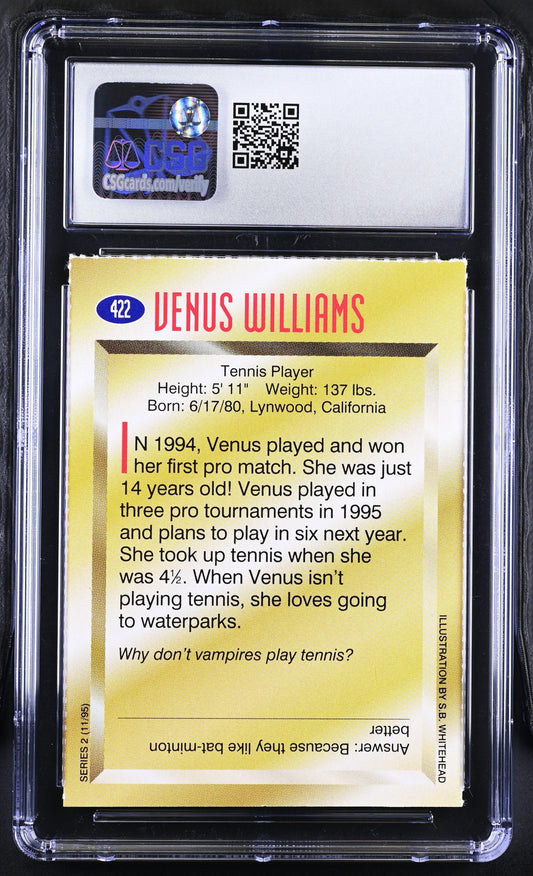 CSG
CSGcards.com/verify
422 VENUS WILLIAMS
Tennis Player
Height: 5' 11" Weight: 137 lbs.
Born: 6/17/80, Lynwood, California
IN 1994, Venus played and won
her first pro match. She was just
14 years old! Venus played in
three pro tournaments in 1995
and plans to play in six next year.
She took up tennis when she
was 4½. When Venus isn't
playing tennis, she loves going
to waterparks.
Why don't vampires play tennis?
Answer: Because they like bat-minton
better
SERIES 2 (11/95)
ILLUSTRATION BY S.B. WHITEHEAD